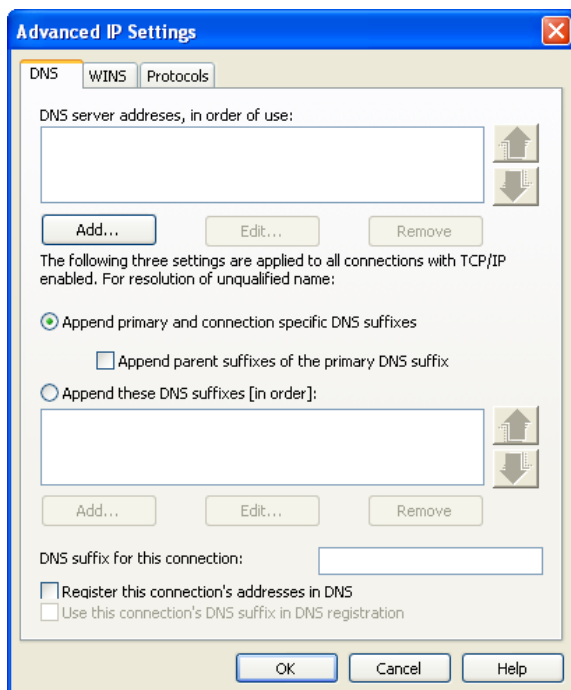 Advanced IP Settings
DNS WINS Protocols
DNS server addreses, in order of use:
Add... Edit... Remove
The following three settings are applied to all connections with TCP/IP
enabled. For resolution of unqualified name:
Append primary and connection specific DNS suffixes
Append parent suffixes of the primary DNS suffix
Append these DNS suffixes [in order]:
Add... Edit... Remove
DNS suffix for this connection:
Register this connection's addresses in DNS
Use this connection's DNS suffix in DNS registration
OK Cancel Help